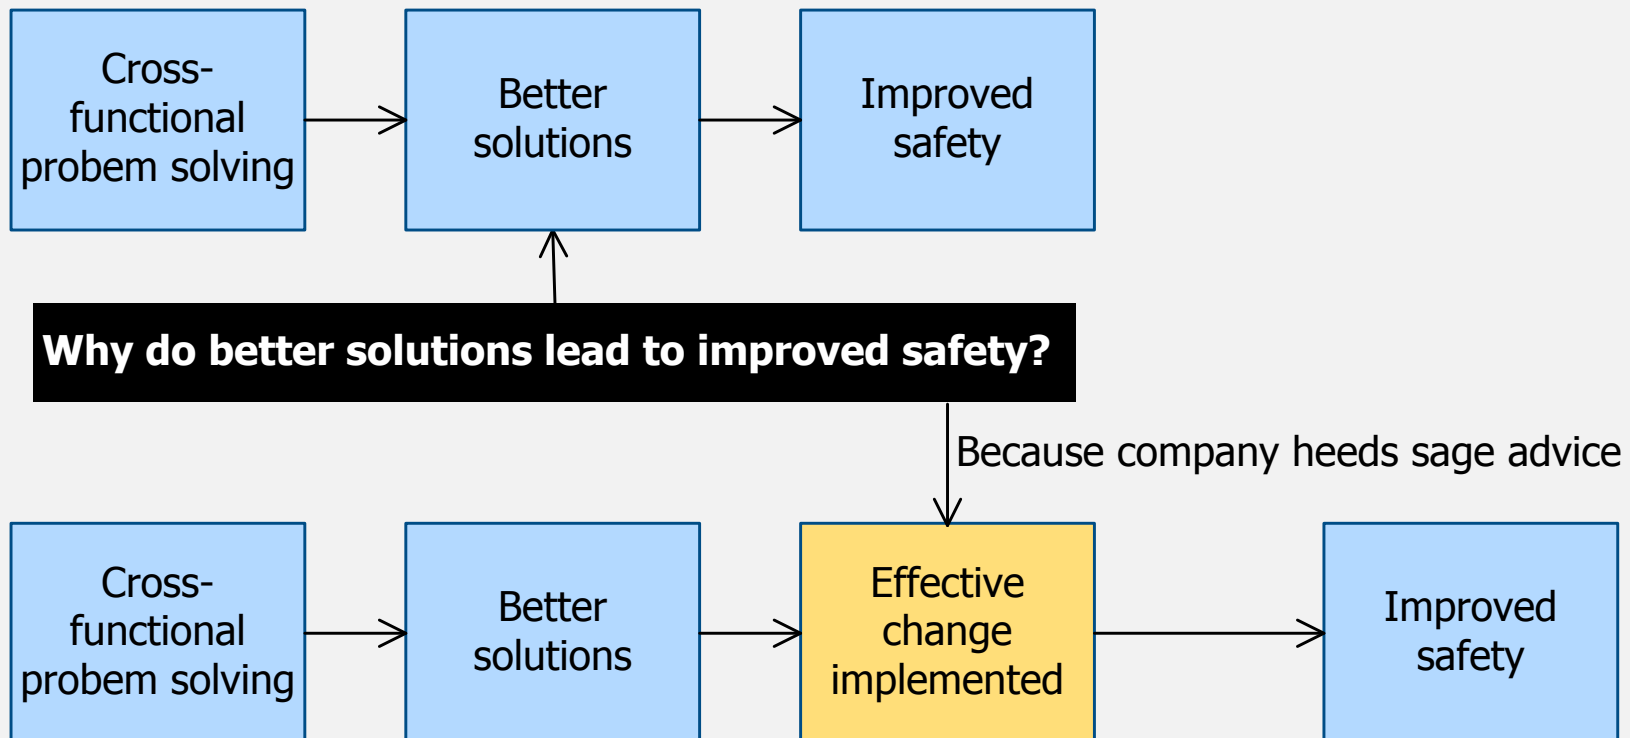 Cross-
functional
probem solving
Better
solutions
Improved
safety
Why do better solutions lead to improved safety?
Because company heeds sage advice
Cross-
functional
probem solving
Better
solutions
Effective
change
implemented
Improved
safety